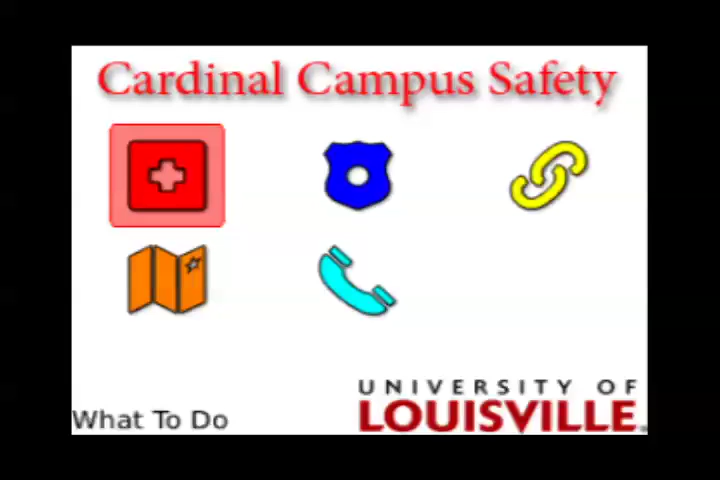 Cardinal Campus Safety
What To Do
UNIVERSITY OF
LOUISVILLE.